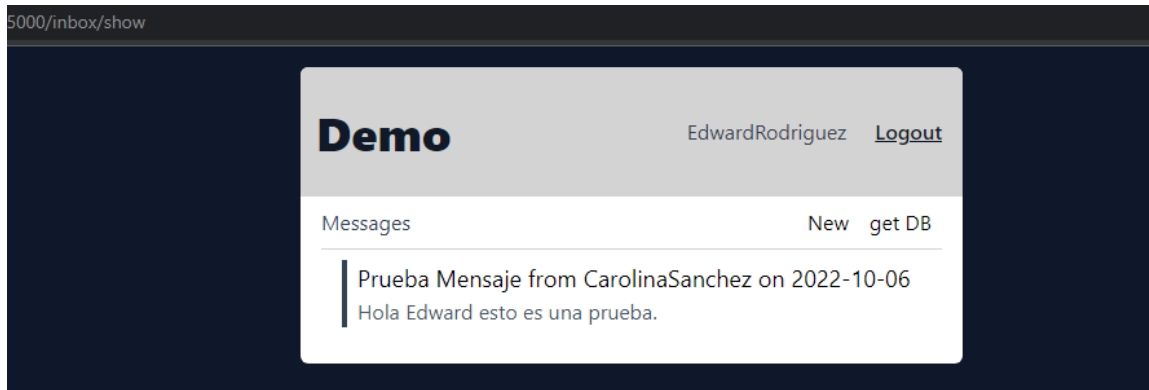 5000/inbox/show
Demo
EdwardRodriguez Logout
Messages New get DB
Prueba Mensaje from CarolinaSanchez on 2022-10-06
Hola Edward esto es una prueba.